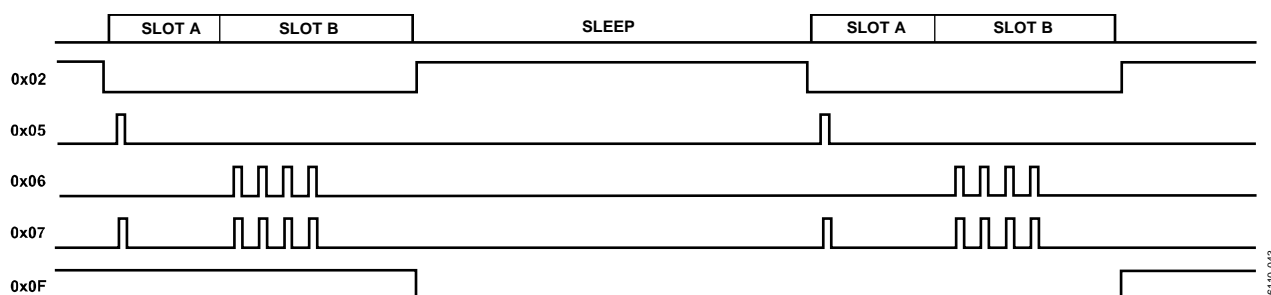 SLOT A SLOT B SLEEP SLOT A SLOT B
0x02
0x05
0x06
0x07
0x0F